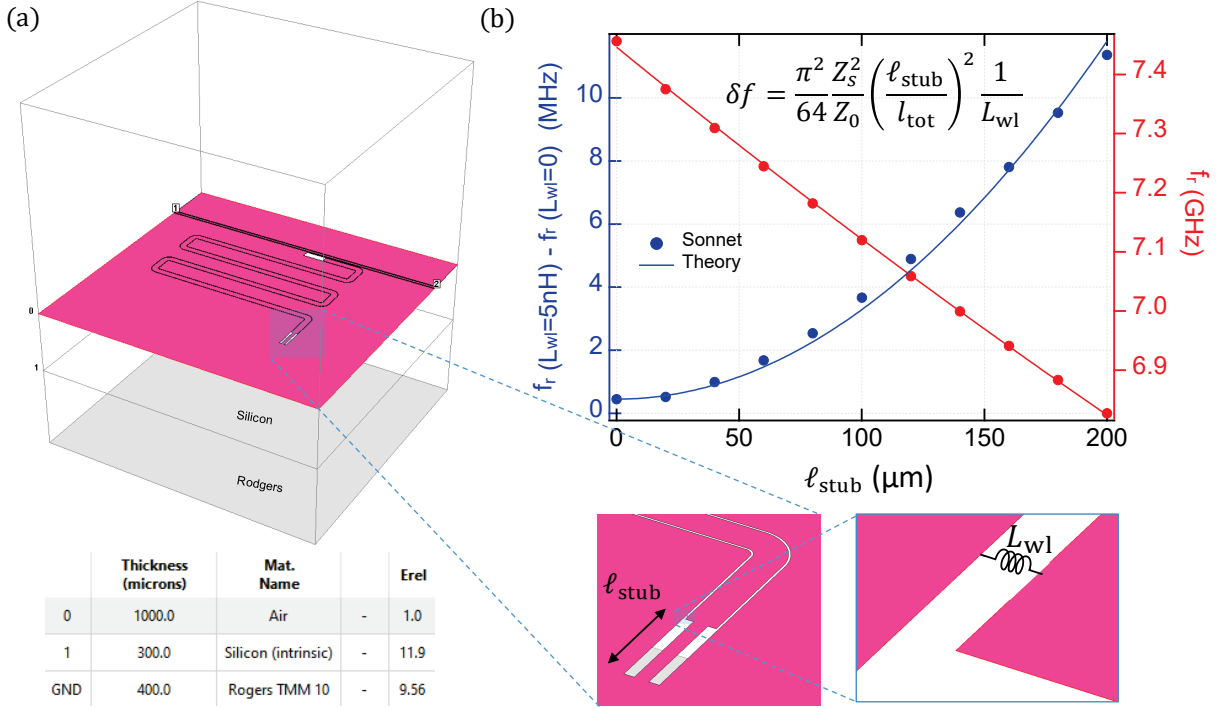 (a)
1
2
0
1
Silicon
Rodgers
Thickness (microns) Mat. Name Erel
0 1000.0 Air - 1.0
1 300.0 Silicon (intrinsic) - 11.9
GND 400.0 Rogers TMM 10 - 9.56
(b)
δf = π² / 64 Z_s² / Z_0 (ℓ_stub / l_tot)² 1 / L_wl
f_r (L_wl=5nH) - f_r (L_wl=0) (MHz)
10
8
6
4
2
0
Sonnet
Theory
7.4
7.3
7.2
7.1
7.0
6.9
f_r (GHz)
0 50 100 150 200
ℓ_stub (μm)
ℓ_stub
L_wl